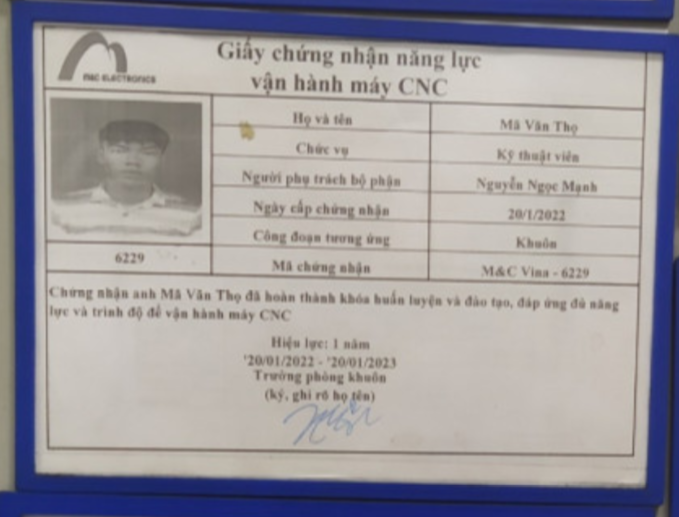 M&C ELECTRONICS
Giấy chứng nhận năng lực
vận hành máy CNC
Họ và tên
Mã Văn Thọ
Chức vụ
Kỹ thuật viên
Người phụ trách bộ phận
Nguyễn Ngọc Mạnh
Ngày cấp chứng nhận
20/1/2022
Công đoạn tương ứng
Khuôn
6229
Mã chứng nhận
M&C Vina - 6229
Chứng nhận anh Mã Văn Thọ đã hoàn thành khóa huấn luyện và đào tạo, đáp ứng đủ năng
lực và trình độ để vận hành máy CNC
Hiệu lực: 1 năm
'20/01/2022 - '20/01/2023
Trưởng phòng khuôn
(ký, ghi rõ họ tên)